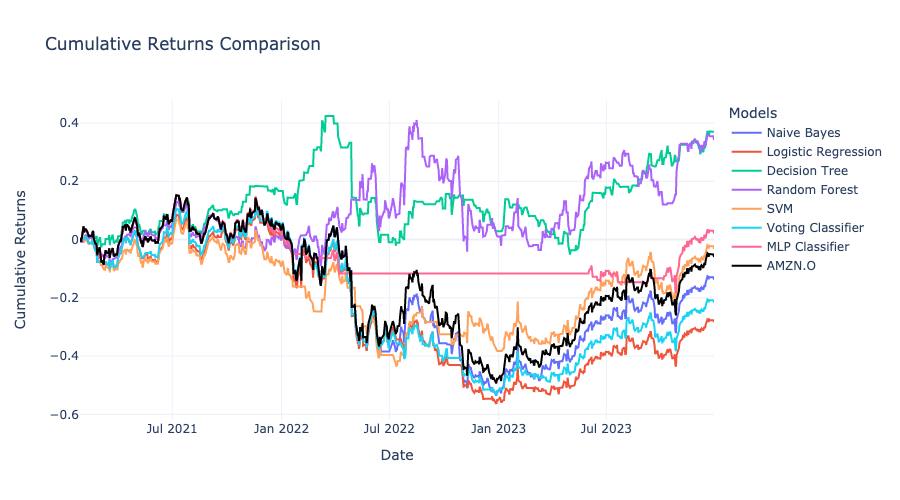 Cumulative Returns Comparison
Models
Naive Bayes
Logistic Regression
Decision Tree
Random Forest
SVM
Voting Classifier
MLP Classifier
AMZN.O
Cumulative Returns
0.4
0.2
0
−0.2
−0.4
−0.6
Jul 2021
Jan 2022
Jul 2022
Jan 2023
Jul 2023
Date